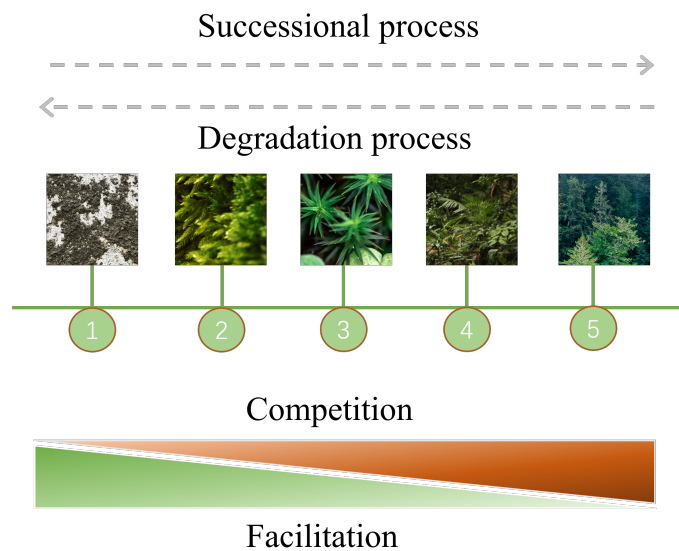 Successional process
Degradation process
1 2 3 4 5
Competition
Facilitation